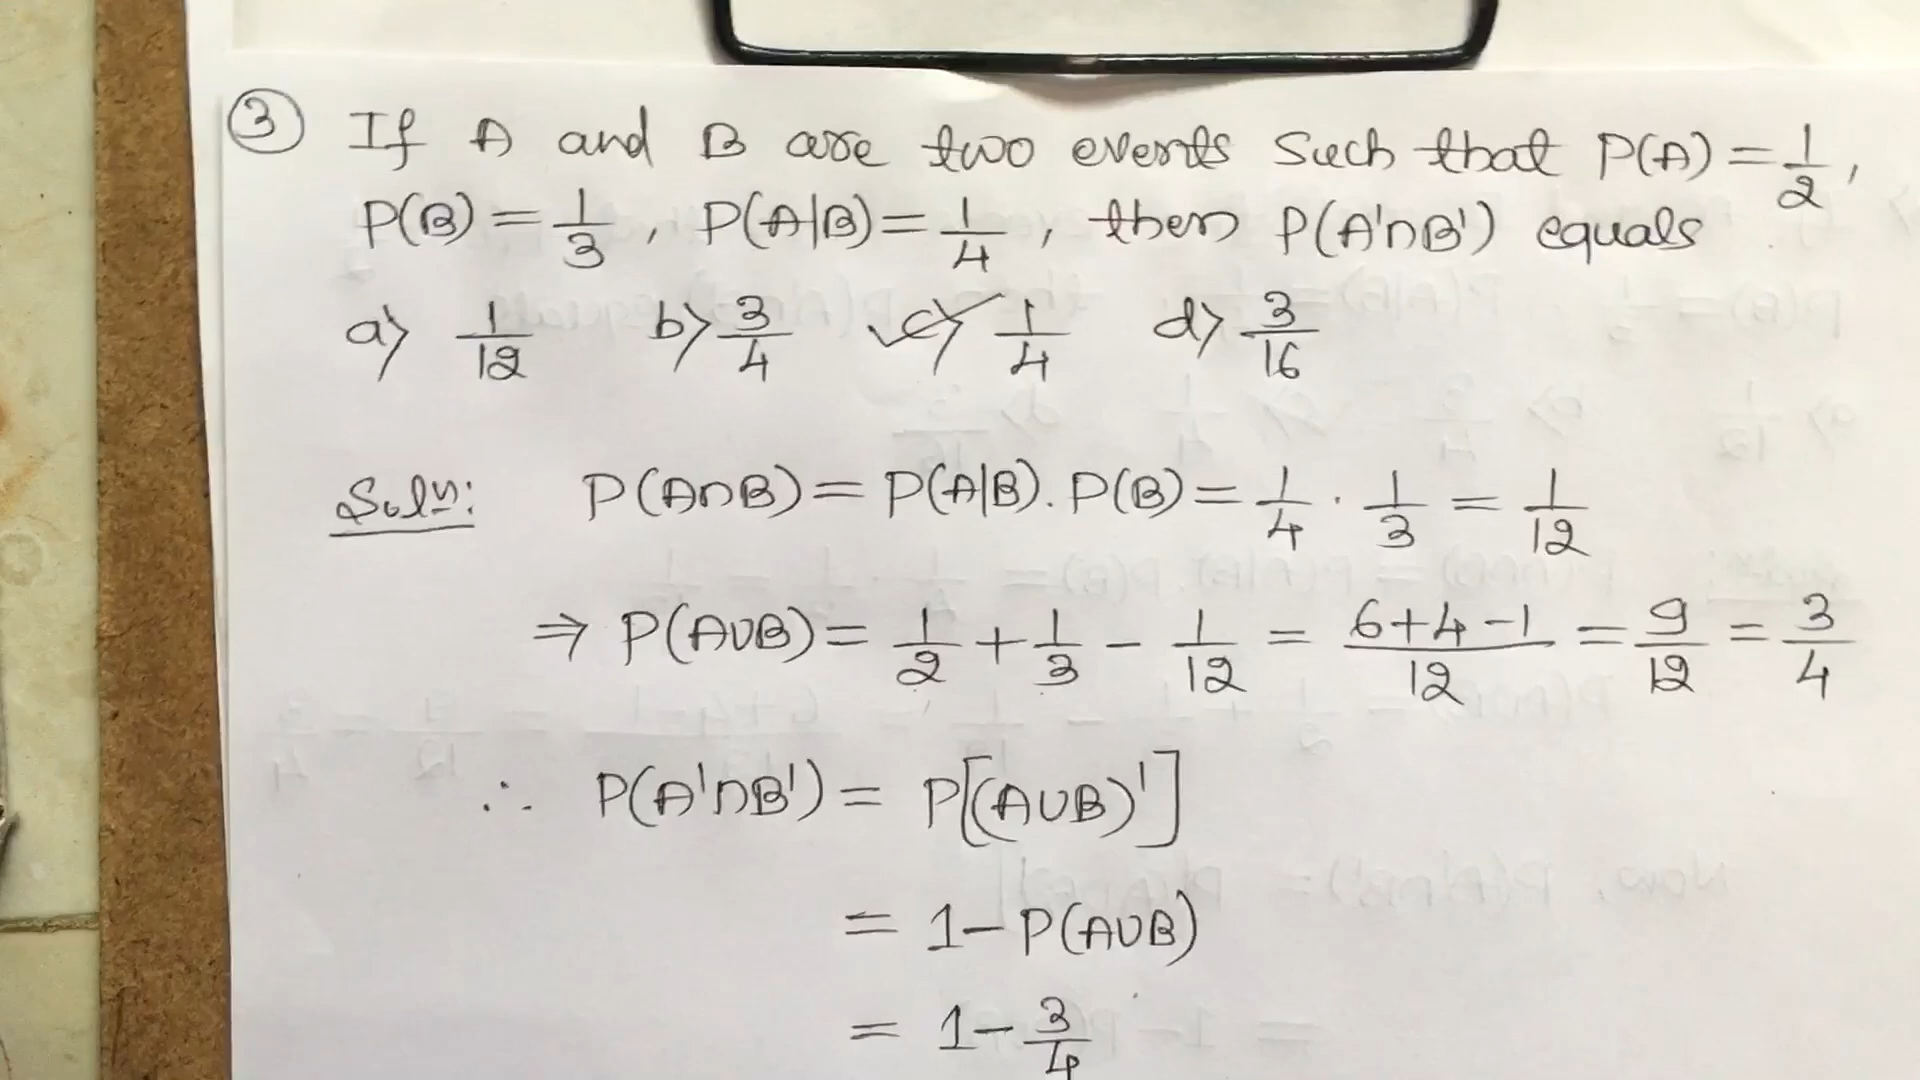 ③ If A and B are two events such that P(A) = 1/2,
P(B) = 1/3, P(A|B) = 1/4, then P(A'∩B') equals
a) 1/12 b) 3/4 ✓c) 1/4 d) 3/16
Soln: P(A∩B) = P(A|B). P(B) = 1/4 · 1/3 = 1/12
⇒ P(A∪B) = 1/2 + 1/3 - 1/12 = (6+4-1)/12 = 9/12 = 3/4
∴ P(A'∩B') = P[(A∪B)']
= 1 - P(A∪B)
= 1 - 3/4